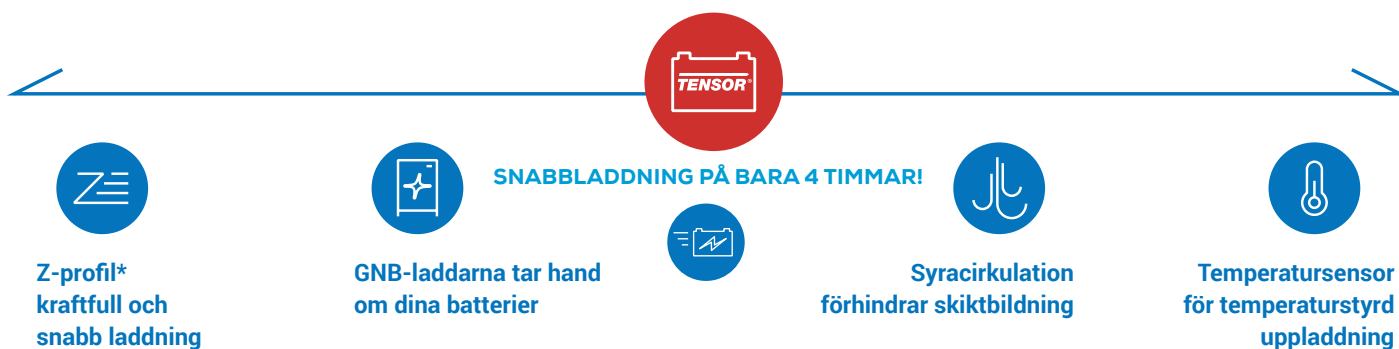 TENSOR®
SNABBLADDNING PÅ BARA 4 TIMMAR!
Z-profil*
kraftfull och
snabb laddning
GNB-laddarna tar hand
om dina batterier
Syracirkulation
förhindrar skiktbildning
Temperatursensor
för temperaturstyrd
uppladdning